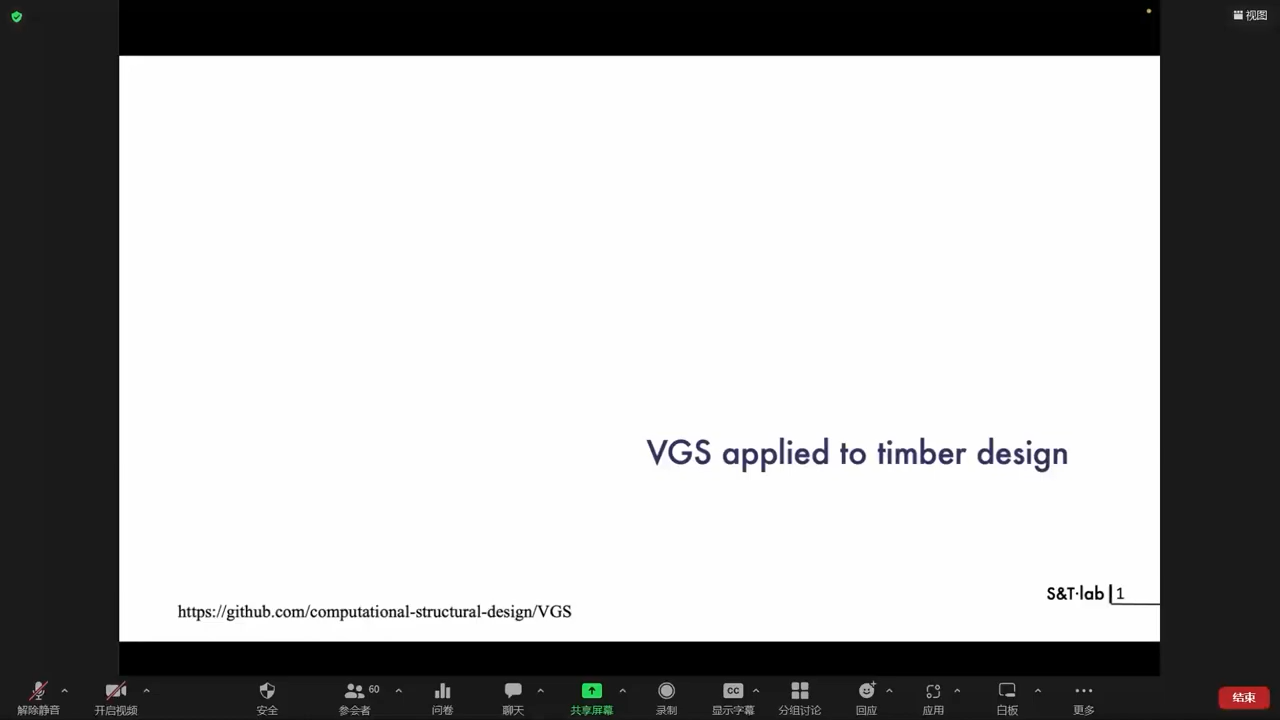 视图
VGS applied to timber design
S&T·lab 1
https://github.com/computational-structural-design/VGS
解除静音
开启视频
安全
60
参会者
问卷
聊天
共享屏幕
录制
CC
显示字幕
分组讨论
回应
应用
白板
更多
结束